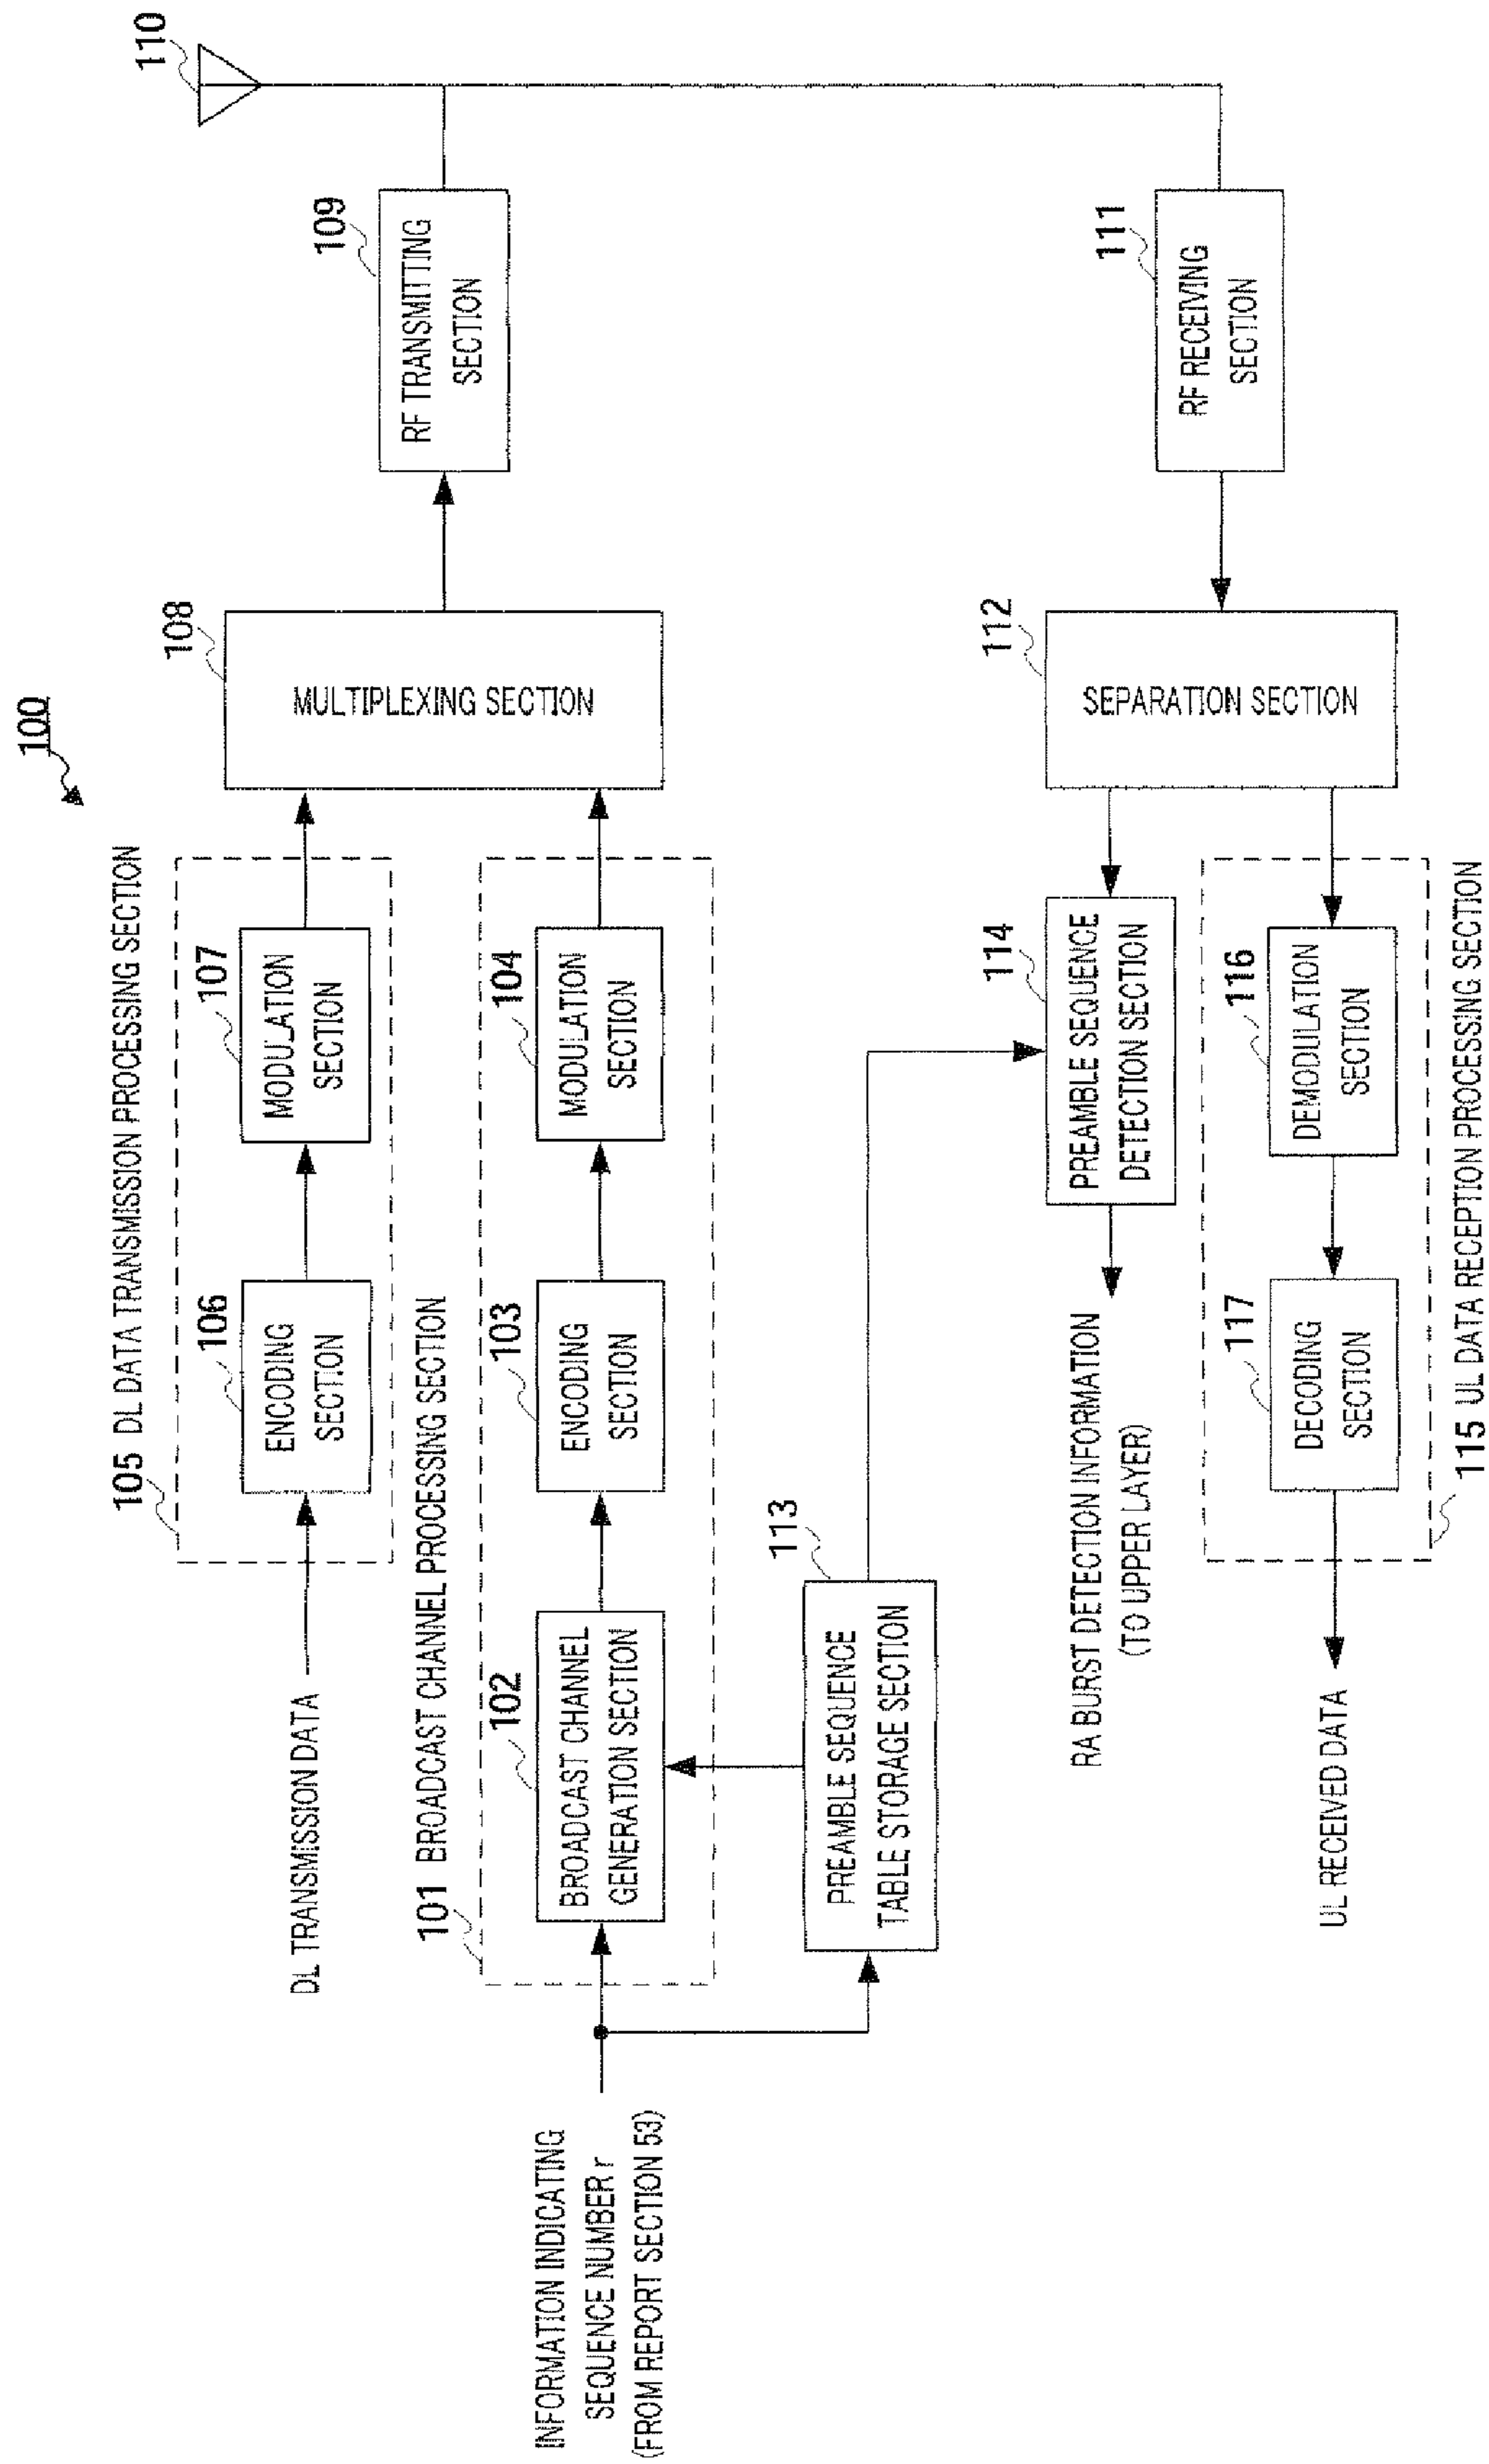 100
105 DL DATA TRANSMISSION PROCESSING SECTION
DL TRANSMISSION DATA
106
ENCODING
SECTION
107
MODULATION
SECTION
108
MULTIPLEXING SECTION
109
RF TRANSMITTING
SECTION
110
101 BROADCAST CHANNEL PROCESSING SECTION
INFORMATION INDICATING
SEQUENCE NUMBER r
(FROM REPORT SECTION 53)
102
BROADCAST CHANNEL
GENERATION SECTION
103
ENCODING
SECTION
104
MODULATION
SECTION
113
PREAMBLE SEQUENCE
TABLE STORAGE SECTION
114
PREAMBLE SEQUENCE
DETECTION SECTION
112
SEPARATION SECTION
111
RF RECEIVING
SECTION
RA BURST DETECTION INFORMATION
(TO UPPER LAYER)
UL RECEIVED DATA
117
DECODING
SECTION
116
DEMODULATION
SECTION
115 UL DATA RECEPTION PROCESSING SECTION